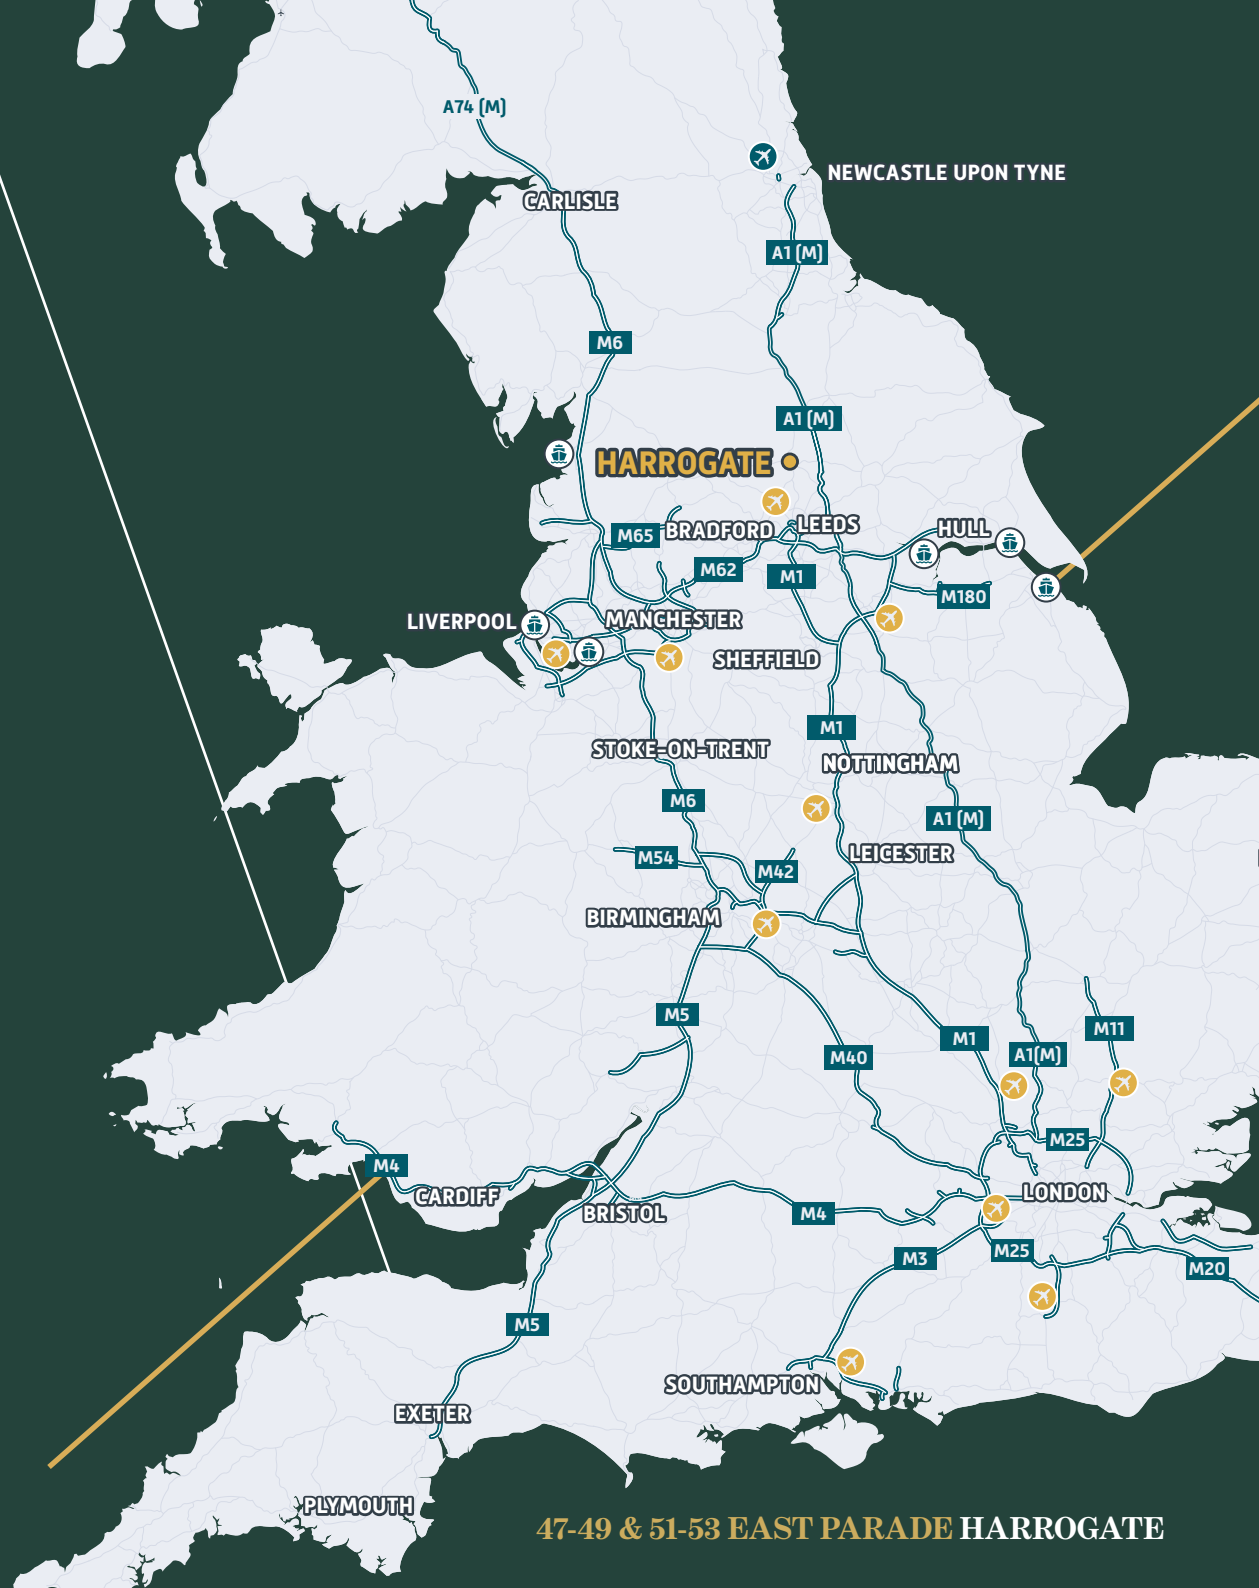 A74 (M)
NEWCASTLE UPON TYNE
CARLISLE
A1 (M)
M6
A1 (M)
HARROGATE
LEEDS
BRADFORD
HULL
M65
M62
M1
M180
MANCHESTER
LIVERPOOL
SHEFFIELD
M1
STOKE-ON-TRENT
NOTTINGHAM
M6
A1 (M)
LEICESTER
M54
M42
BIRMINGHAM
M5
M11
M1
A1(M)
M40
M25
M4
LONDON
CARDIFF
BRISTOL
M4
M25
M3
M20
M5
SOUTHAMPTON
EXETER
PLYMOUTH
47-49 & 51-53 EAST PARADE HARROGATE